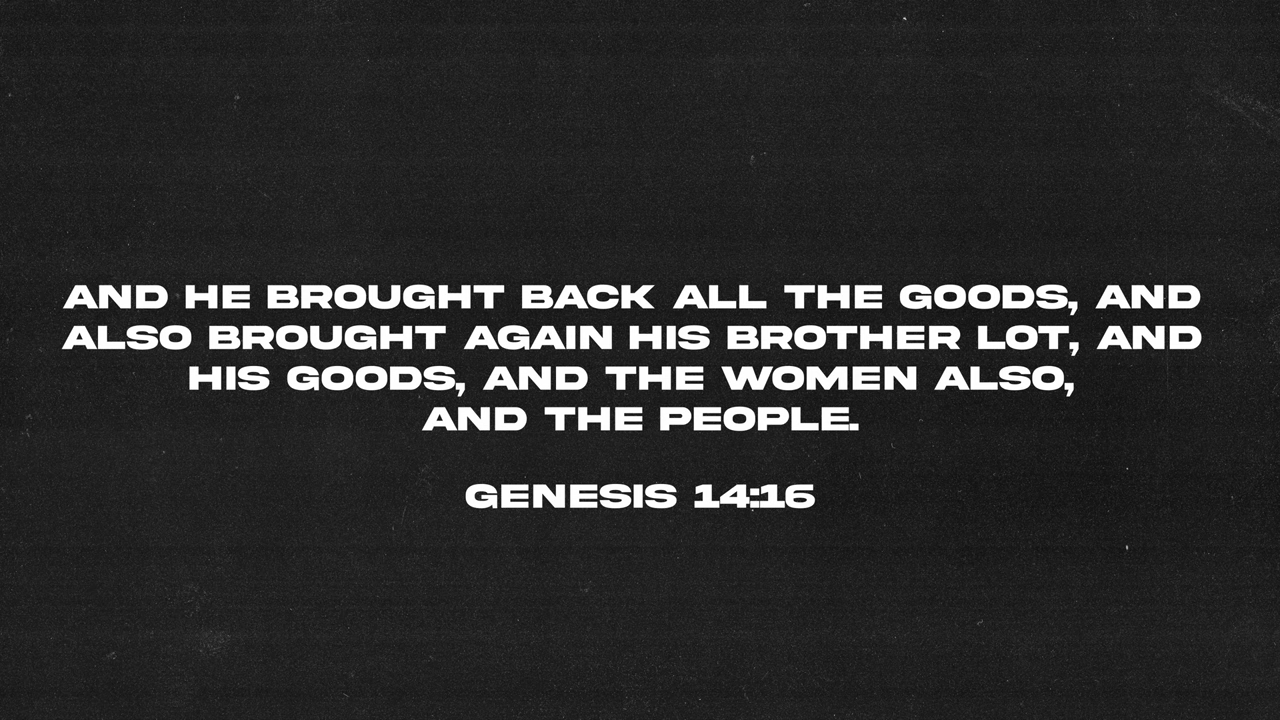 AND HE BROUGHT BACK ALL THE GOODS, AND
ALSO BROUGHT AGAIN HIS BROTHER LOT, AND
HIS GOODS, AND THE WOMEN ALSO,
AND THE PEOPLE.
GENESIS 14:16